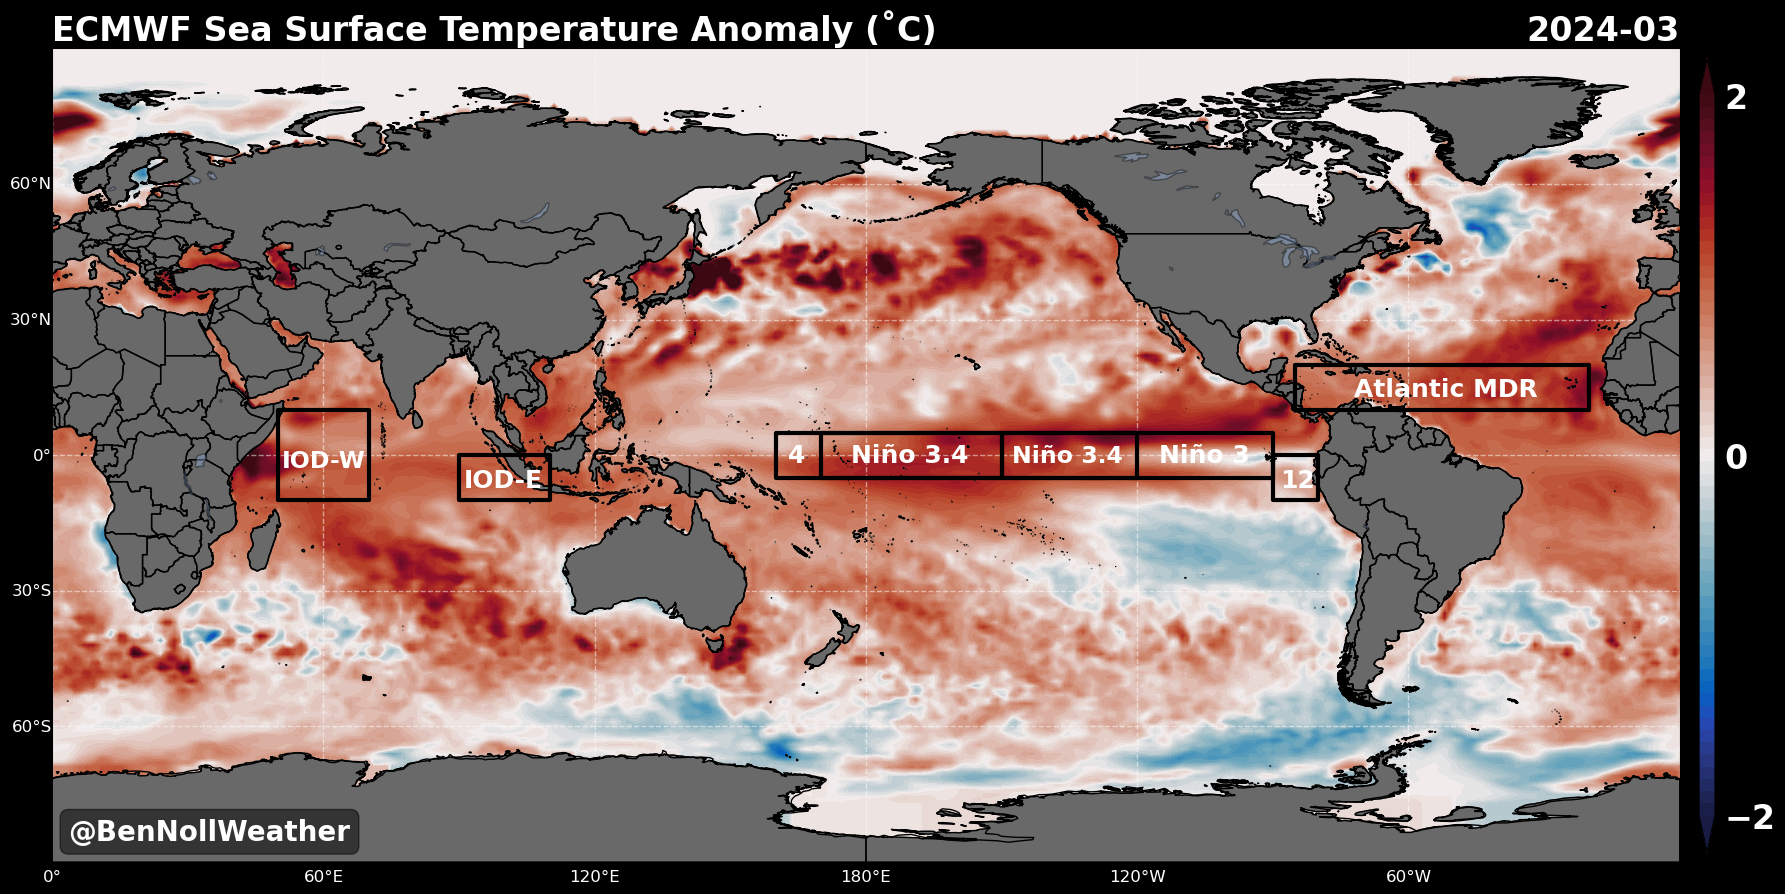 ECMWF Sea Surface Temperature Anomaly (˚C) 2024-03
2
60°N
30°N
Atlantic MDR
0° IOD-W 4 Niño 3.4 Niño 3.4 Niño 3 0
IOD-E 12
30°S
60°S
−2
@BenNollWeather
0° 60°E 120°E 180°E 120°W 60°W